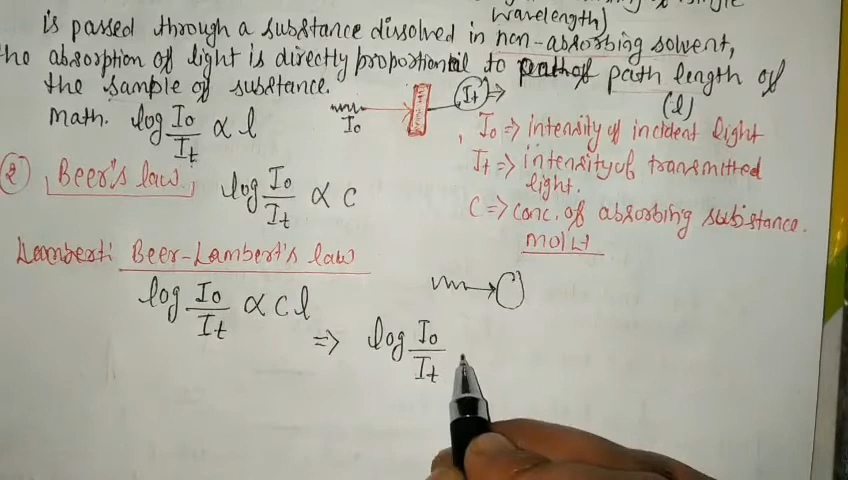 wavelength)
is passed through a substance dissolved in non-absorbing solvent,
the absorption of light is directly proportional to path length of
the sample of substance. (l)
Math. log I₀/Iₜ ∝ l
I₀ Iₜ
I₀ => intensity of incident light
Iₜ => intensity of transmitted
light.
② Beer's law log I₀/Iₜ ∝ c
C => conc. of absorbing substance.
mol L⁻¹
Lambert: Beer-Lambert's law
log I₀/Iₜ ∝ c l
=> log I₀/Iₜ